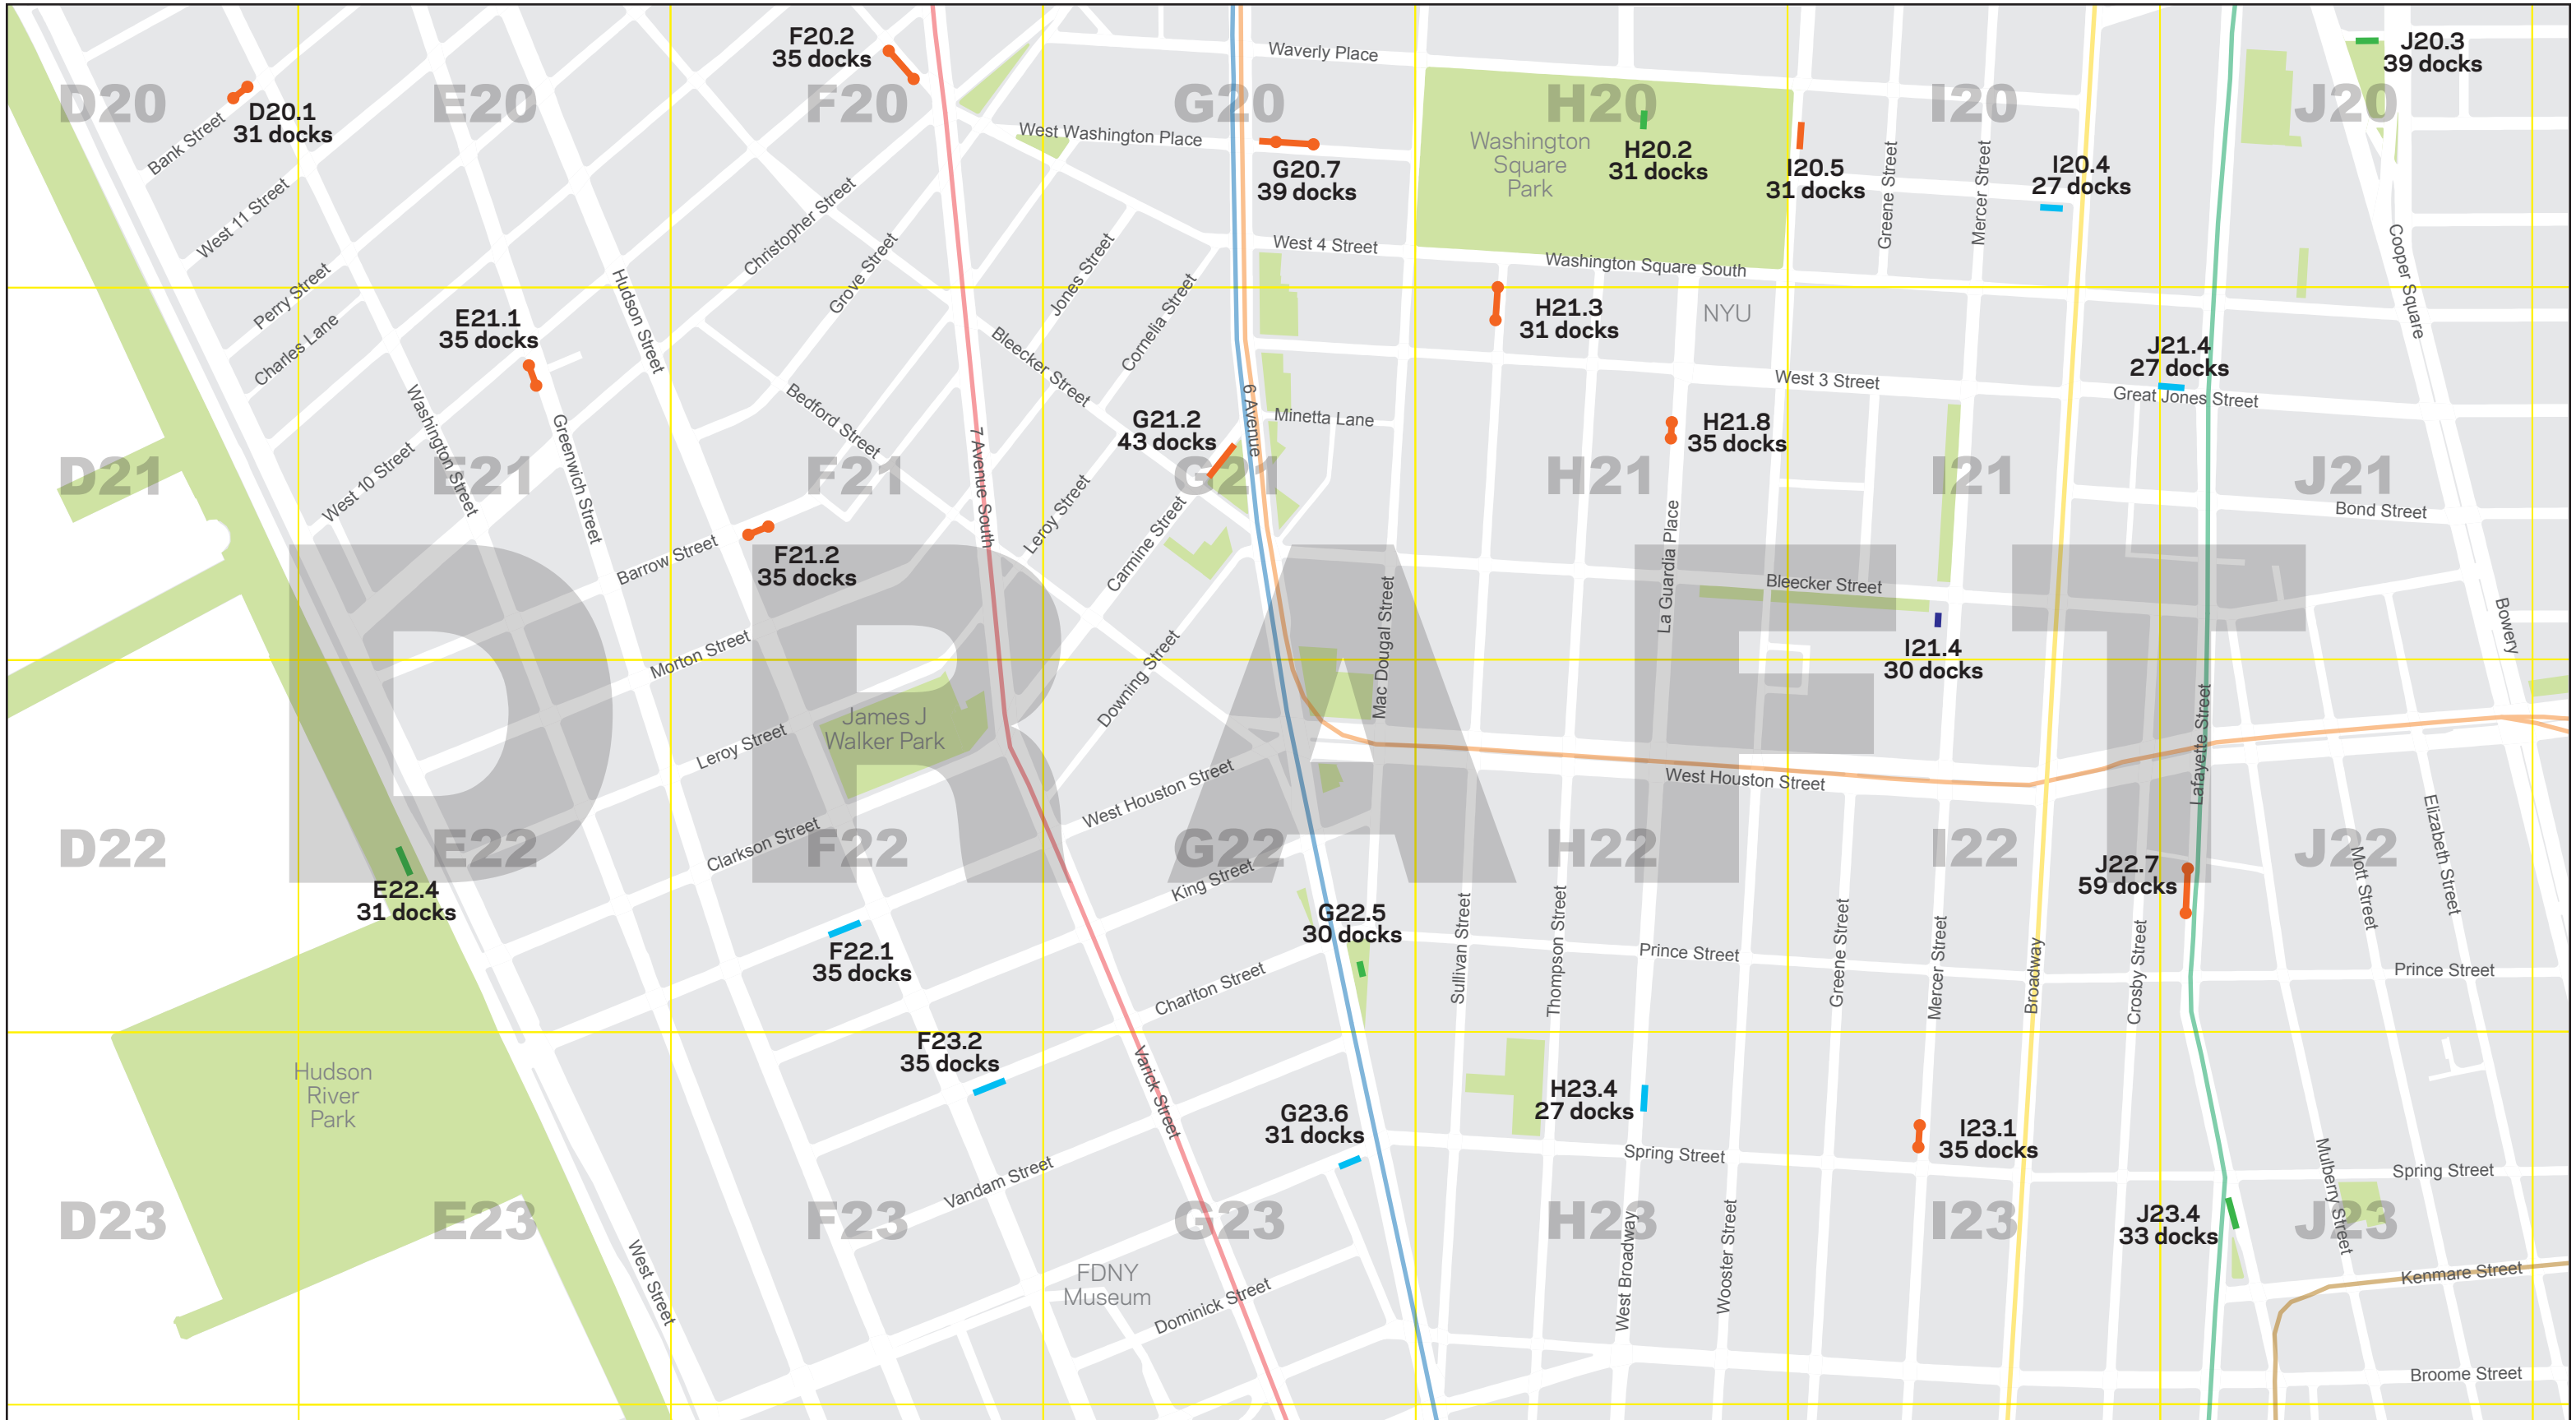 Waverly Place
F20.2
35 docks
J20.3
39 docks
D20
E20
F20
G20
H20
I20
J20
D20.1
31 docks
Bank Street
West Washington Place
G20.7
39 docks
Washington
Square
Park
H20.2
31 docks
I20.5
31 docks
Greene Street
Mercer Street
I20.4
27 docks
West 11 Street
Christopher Street
Grove Street
Jones Street
Cornelia Street
West 4 Street
Washington Square South
Cooper Square
Perry Street
Charles Lane
Hudson Street
E21.1
35 docks
Bleecker Street
H21.3
31 docks
NYU
J21.4
27 docks
Great Jones Street
West 3 Street
6 Avenue
Minetta Lane
G21.2
43 docks
H21.8
35 docks
Bedford Street
Washington Street
Greenwich Street
7 Avenue South
West 10 Street
D21
E21
F21
G21
H21
I21
J21
Bond Street
Leroy Street
Carmine Street
Barrow Street
F21.2
35 docks
La Guardia Place
Bleecker Street
Mac Dougal Street
Bowery
I21.4
30 docks
DRAFT
Morton Street
Downing Street
Leroy Street
James J
Walker Park
Lafayette Street
West Houston Street
West Houston Street
Clarkson Street
Elizabeth Street
Mott Street
D22
E22
F22
G22
H22
I22
J22
E22.4
31 docks
King Street
J22.7
59 docks
G22.5
30 docks
F22.1
35 docks
Sullivan Street
Thompson Street
Prince Street
Greene Street
Mercer Street
Broadway
Crosby Street
Prince Street
Charlton Street
F23.2
35 docks
Varick Street
Hudson
River
Park
G23.6
31 docks
H23.4
27 docks
I23.1
35 docks
Spring Street
Spring Street
Vandam Street
Mulberry Street
D23
E23
F23
G23
H23
I23
J23
J23.4
33 docks
West Street
West Broadway
Wooster Street
FDNY
Museum
Dominick Street
Kenmare Street
Broome Street